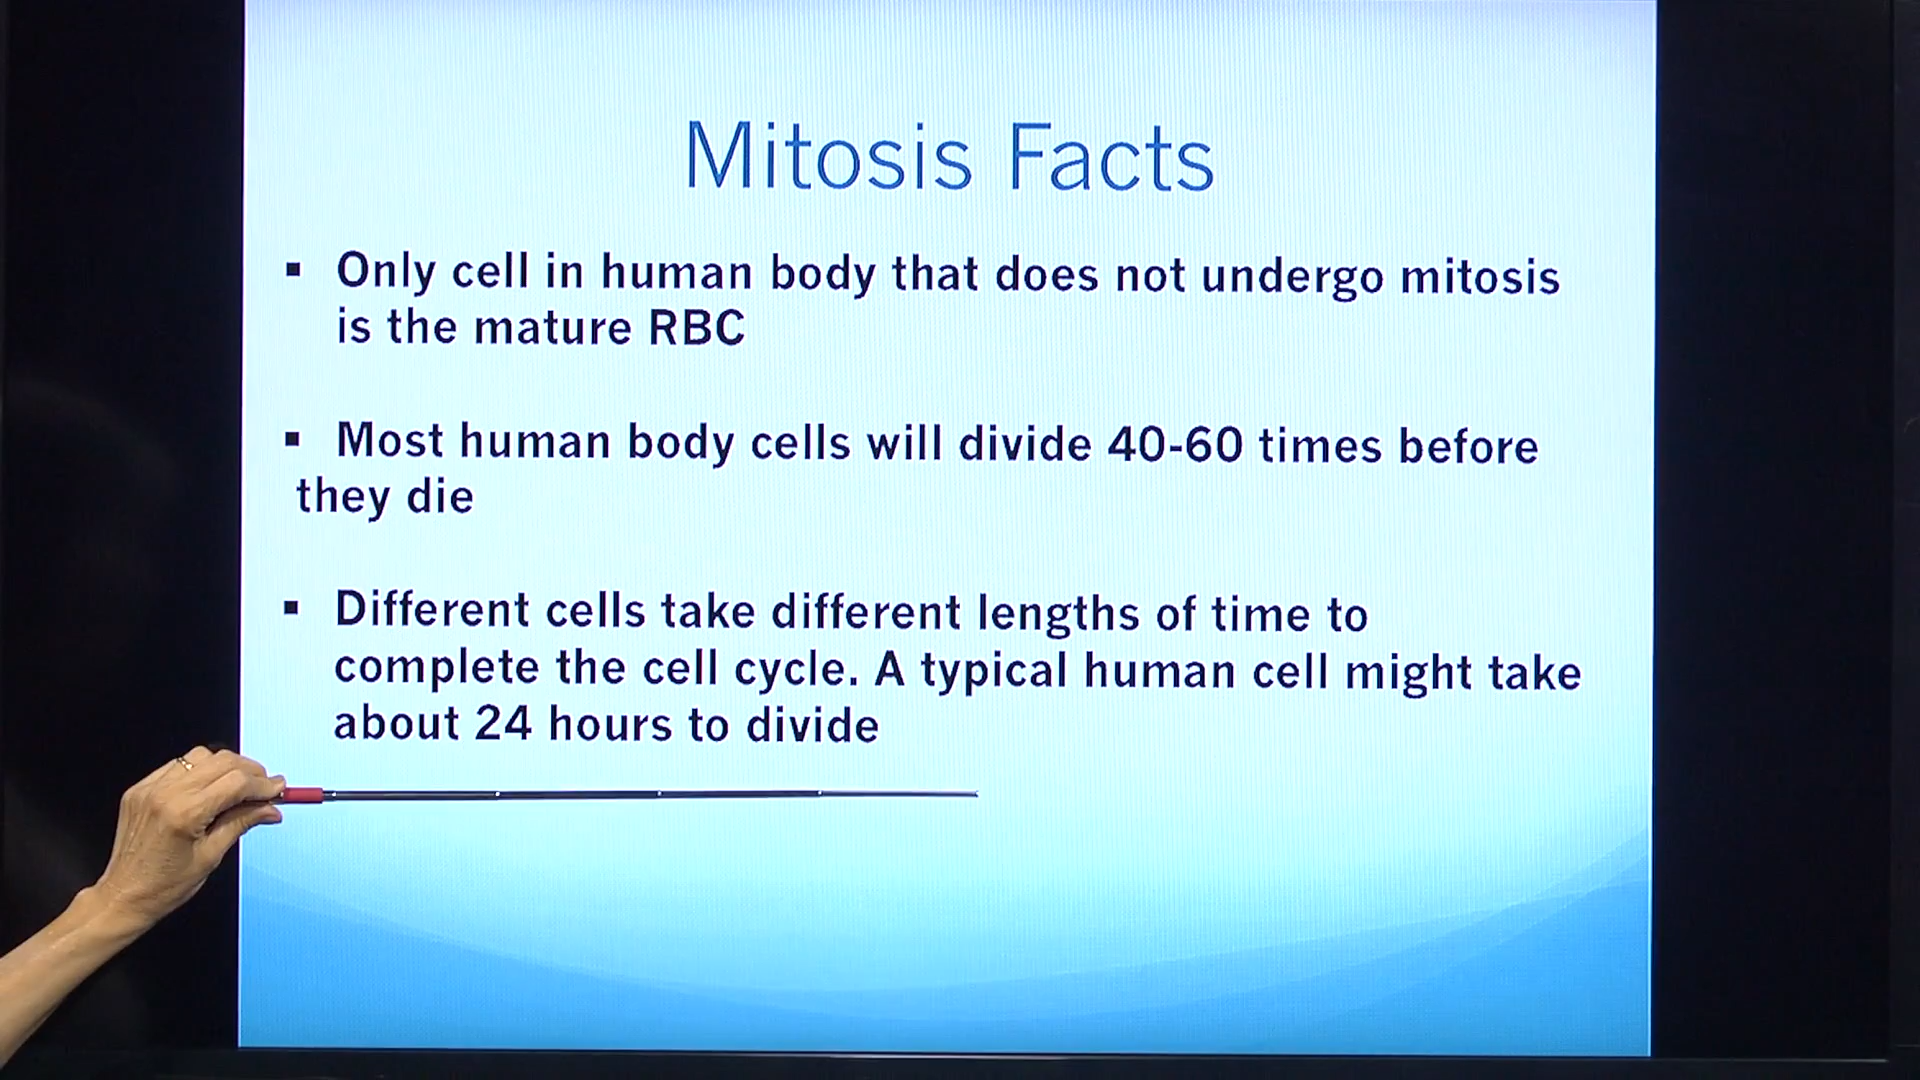 Mitosis Facts
▪ Only cell in human body that does not undergo mitosis
is the mature RBC
▪ Most human body cells will divide 40-60 times before
they die
▪ Different cells take different lengths of time to
complete the cell cycle. A typical human cell might take
about 24 hours to divide